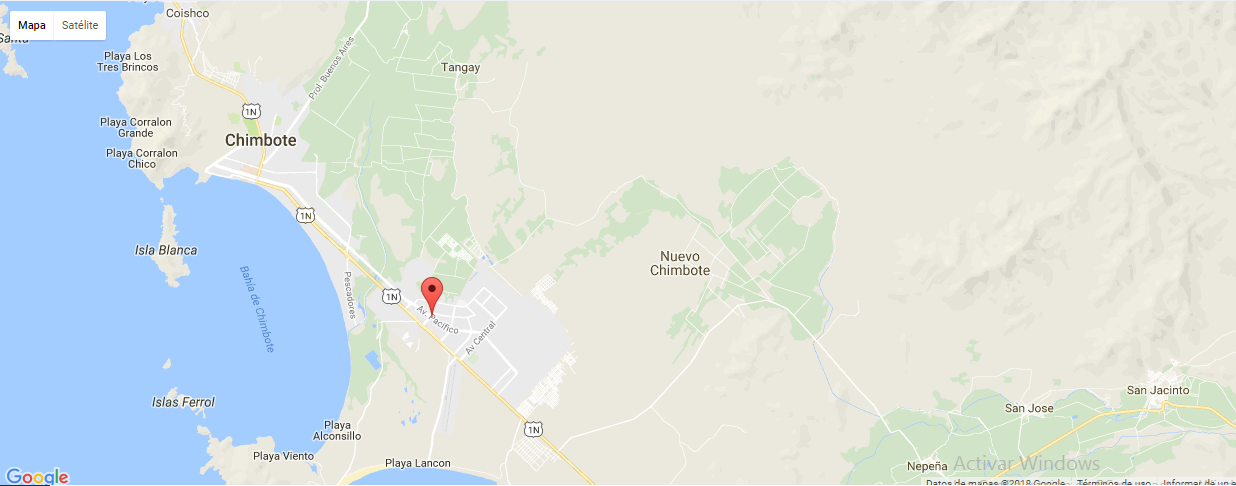 Coishco
Mapa
Satélite
Playa Los
Tres Brincos
Prol. Buenos Aires
Tangay
1N
Playa Corralon
Grande
Chimbote
Playa Corralon
Chico
1N
Isla Blanca
Nuevo
Chimbote
Bahía de Chimbote
Pescadores
1N
Av. Pacífico
Av Central
Islas Ferrol
San Jacinto
San Jose
Playa
Alconsillo
1N
Playa Viento
Playa Lancon
Nepeña
Activar Windows
Google
Datos de mapas ©2018 Google
Términos de uso
Informar de un e